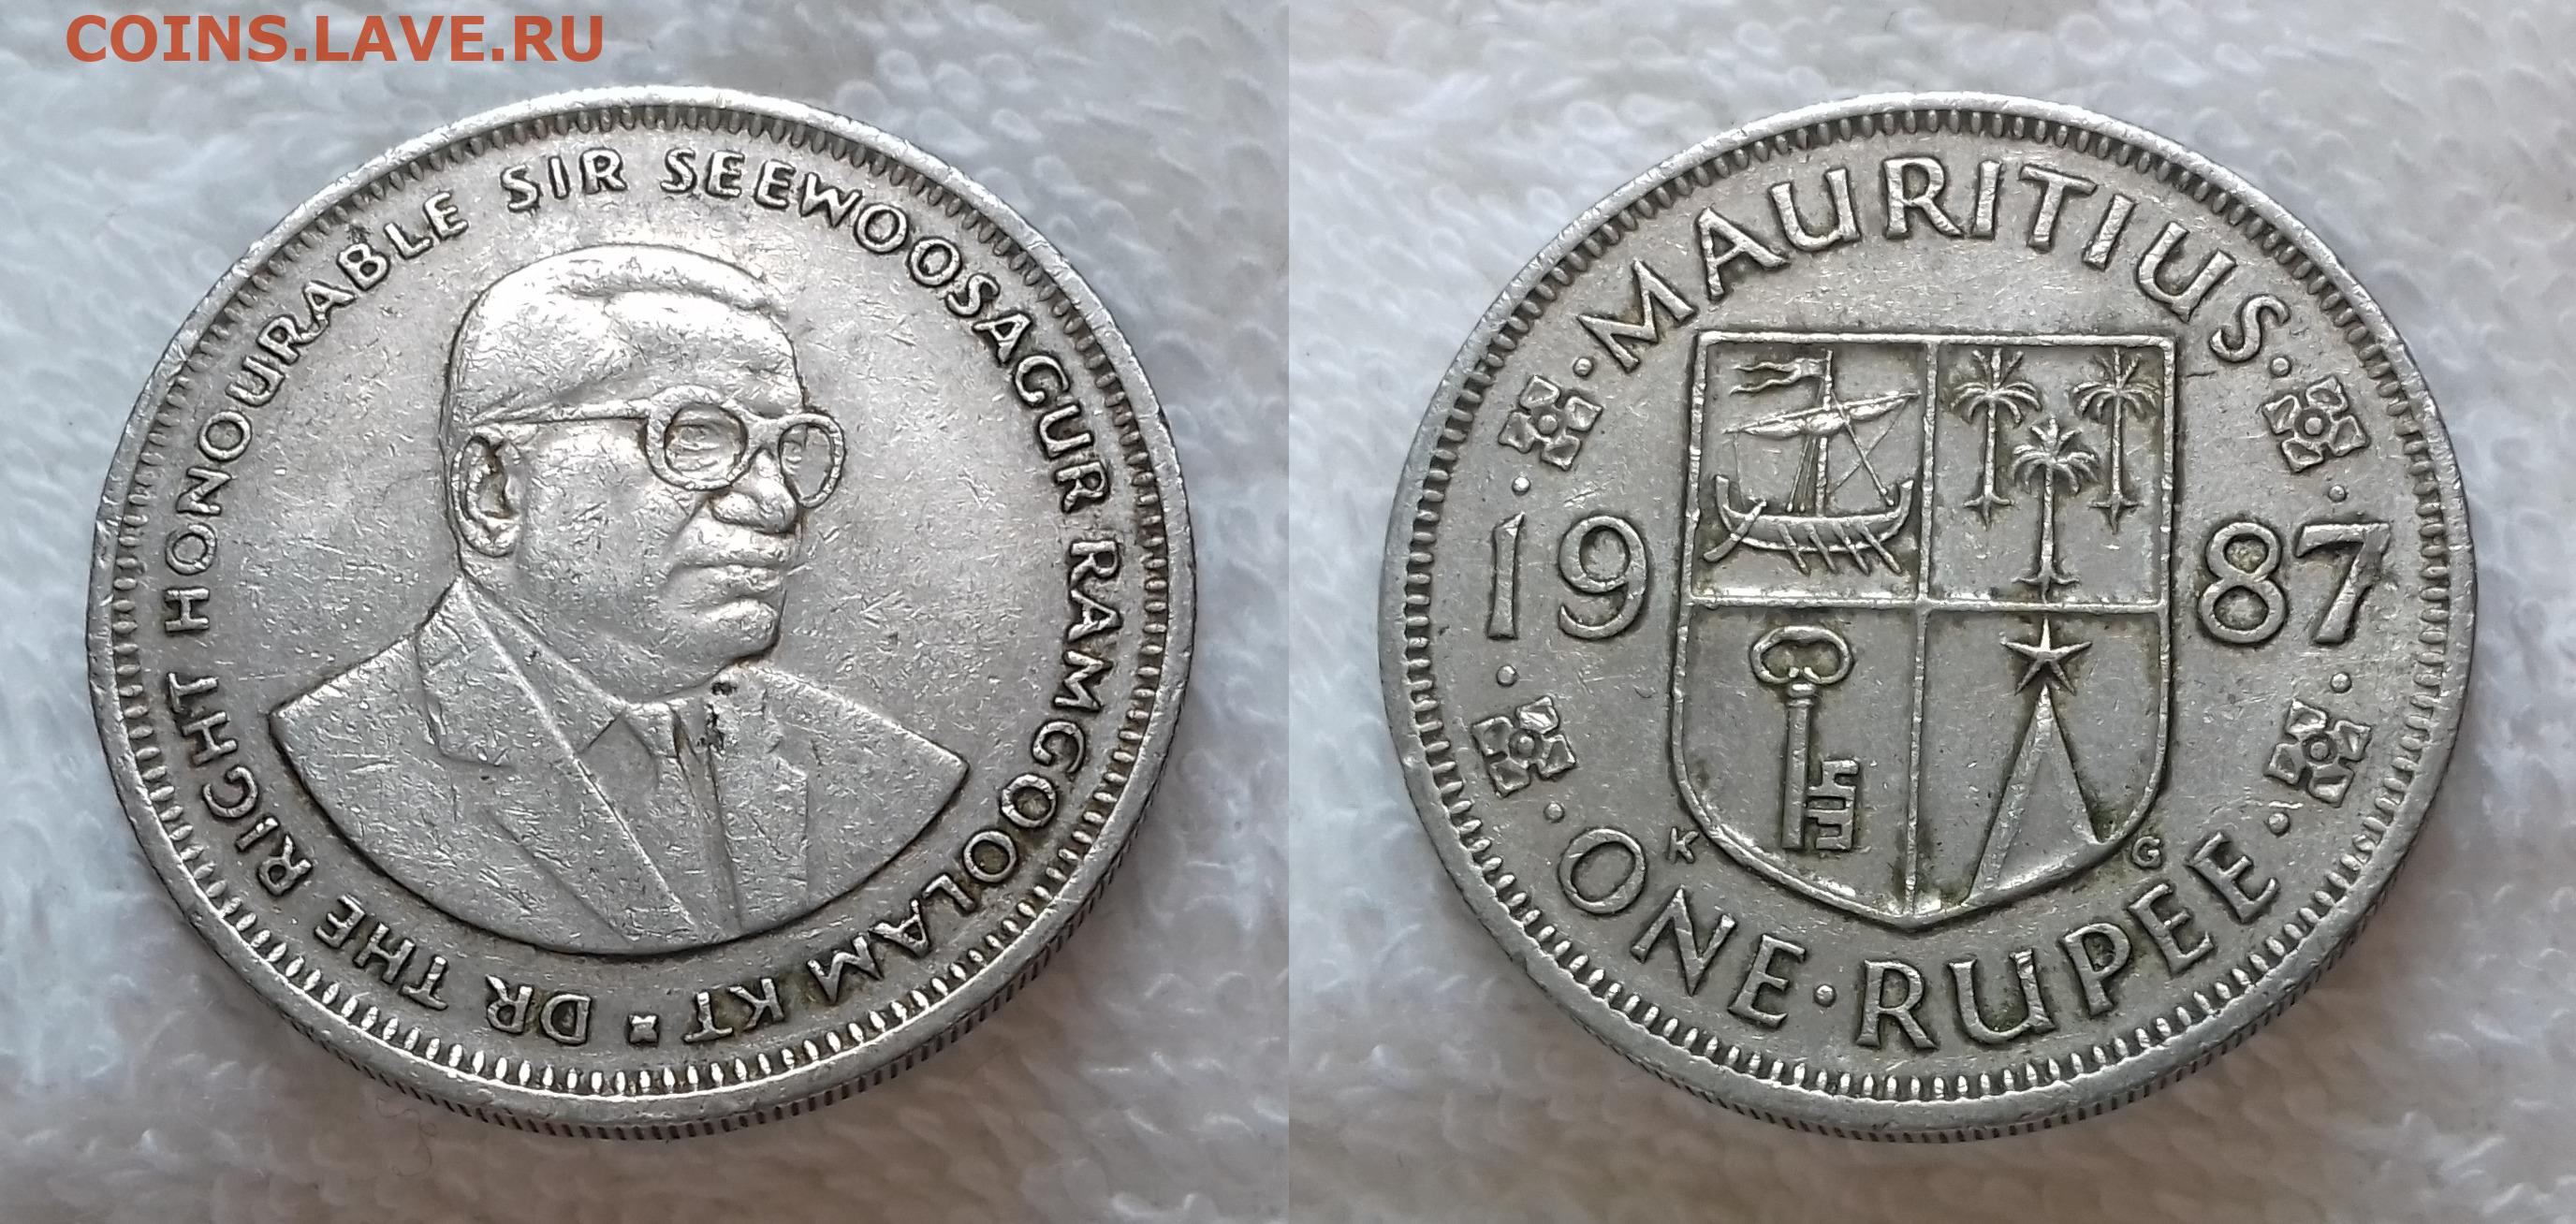 COINS.LAVE.RU
DR THE RIGHT HONOURABLE SIR SEEWOOSAGUR RAMGOOLAM KT
MAURITIUS
19 87
K G
ONE·RUPEE